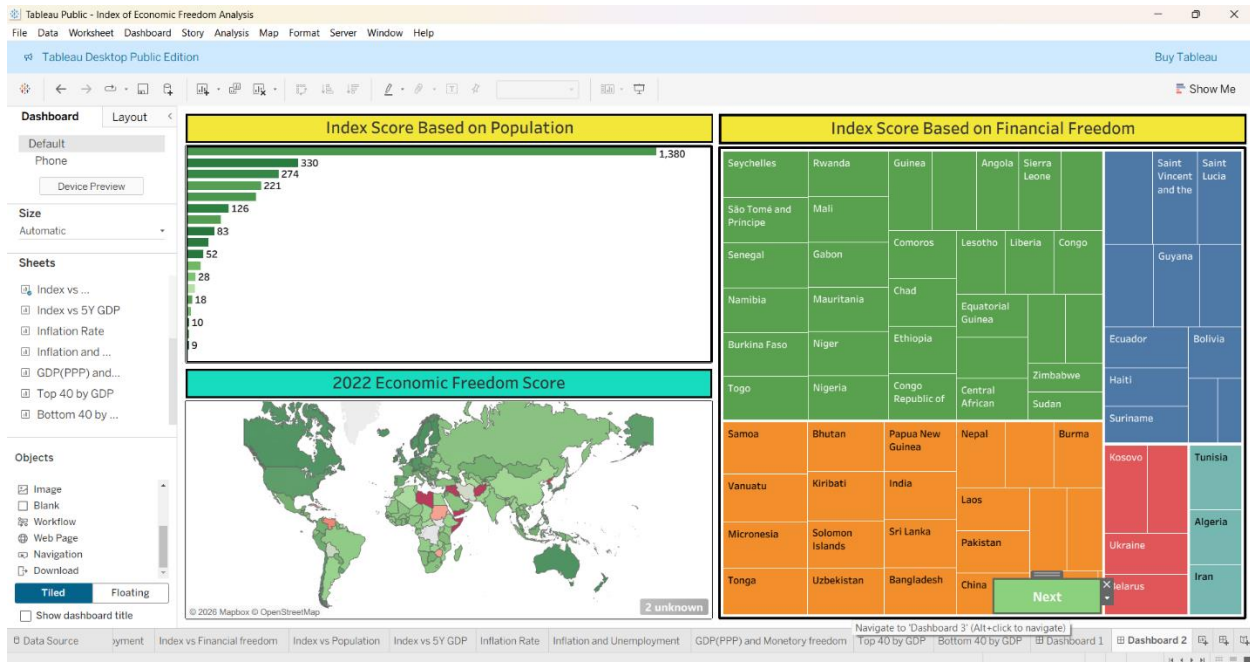 Tableau Public - Index of Economic Freedom Analysis
File Data Worksheet Dashboard Story Analysis Map Format Server Window Help
Tableau Desktop Public Edition
Buy Tableau
Show Me
Dashboard
Layout
Default
Phone
Device Preview
Size
Automatic
Sheets
Index vs ...
Index vs 5Y GDP
Inflation Rate
Inflation and ...
GDP(PPP) and...
Top 40 by GDP
Bottom 40 by ...
Objects
Image
Blank
Workflow
Web Page
Navigation
Download
Tiled
Floating
Show dashboard title
Index Score Based on Population
1,380
330
274
221
126
83
52
28
18
10
9
2022 Economic Freedom Score
© 2026 Mapbox © OpenStreetMap
2 unknown
Index Score Based on Financial Freedom
Seychelles
São Tomé and
Príncipe
Senegal
Namibia
Burkina Faso
Togo
Rwanda
Mali
Gabon
Mauritania
Niger
Nigeria
Guinea
Comoros
Chad
Ethiopia
Congo
Republic of
Angola
Sierra
Leone
Lesotho
Liberia
Congo
Equatorial
Guinea
Central
African
Zimbabwe
Sudan
Saint
Vincent
and the
Saint
Lucia
Guyana
Ecuador
Bolivia
Haiti
Suriname
Samoa
Vanuatu
Micronesia
Tonga
Bhutan
Kiribati
Solomon
Islands
Uzbekistan
Papua New
Guinea
India
Sri Lanka
Bangladesh
Nepal
Burma
Laos
Pakistan
China
Kosovo
Ukraine
Belarus
Tunisia
Algeria
Iran
Next
Navigate to 'Dashboard 3' (Alt+click to navigate)
Data Source
oyment
Index vs Financial freedom
Index vs Population
Index vs 5Y GDP
Inflation Rate
Inflation and Unemployment
GDP(PPP) and Monetory freedom
Top 40 by GDP
Bottom 40 by GDP
Dashboard 1
Dashboard 2